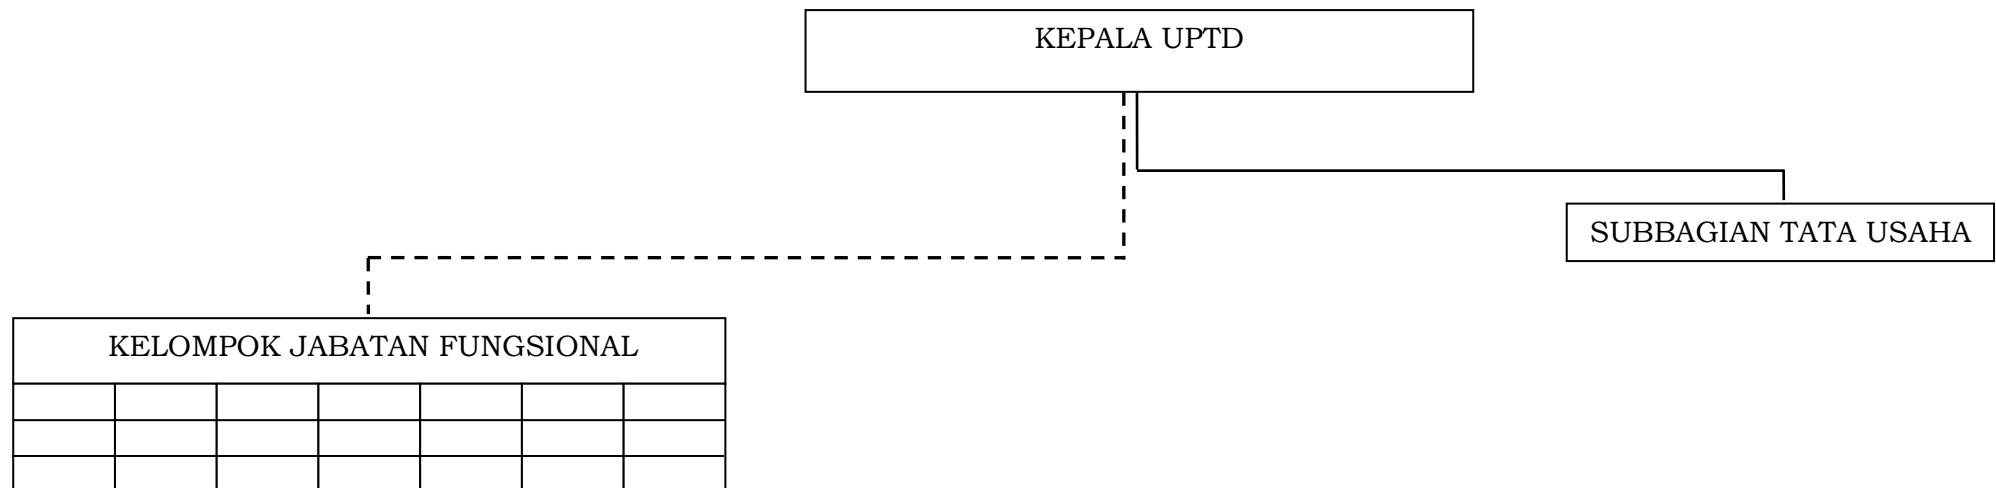 KEPALA UPTD
SUBBAGIAN TATA USAHA
KELOMPOK JABATAN FUNGSIONAL